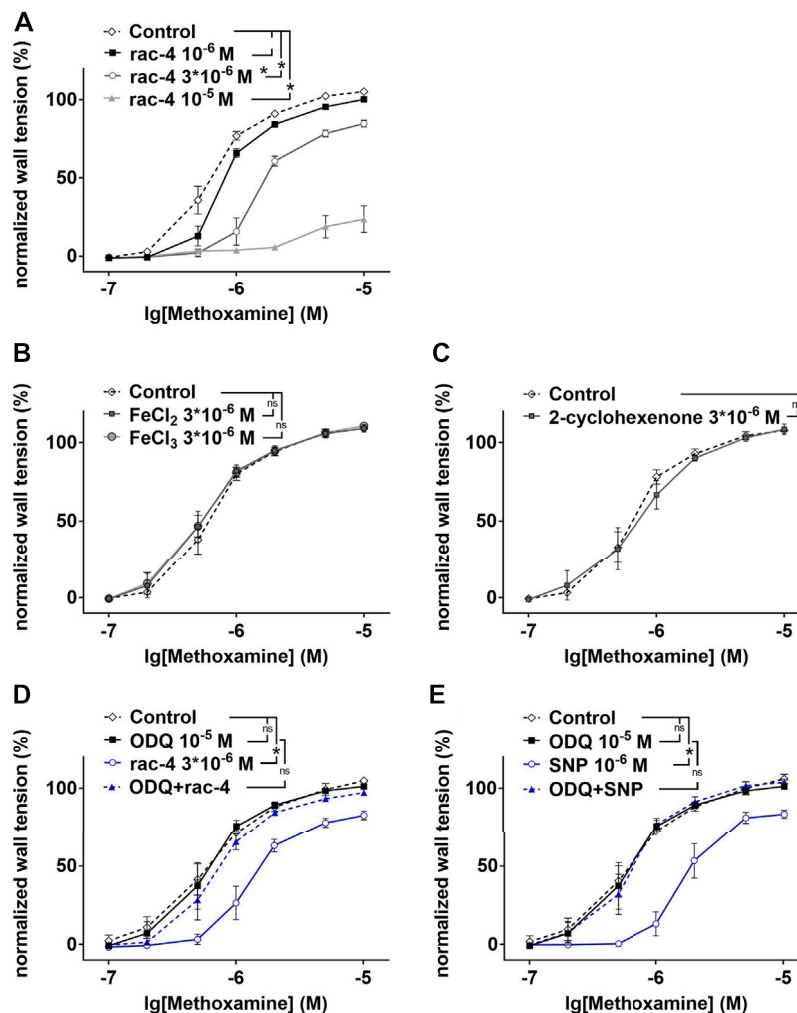 A
Control
rac-4 10⁻⁶ M
rac-4 3*10⁻⁶ M
rac-4 10⁻⁵ M
*
*
*
normalized wall tension (%)
100
50
0
-7 -6 -5
lg[Methoxamine] (M)
B
Control
FeCl₂ 3*10⁻⁶ M
FeCl₃ 3*10⁻⁶ M
ns
ns
normalized wall tension (%)
100
50
0
-7 -6 -5
lg[Methoxamine] (M)
C
Control
2-cyclohexenone 3*10⁻⁶ M
normalized wall tension (%)
100
50
0
-7 -6 -5
lg[Methoxamine] (M)
D
Control
ODQ 10⁻⁵ M
rac-4 3*10⁻⁶ M
ODQ+rac-4
ns
*
ns
normalized wall tension (%)
100
50
0
-7 -6 -5
lg[Methoxamine] (M)
E
Control
ODQ 10⁻⁵ M
SNP 10⁻⁶ M
ODQ+SNP
ns
*
ns
normalized wall tension (%)
100
50
0
-7 -6 -5
lg[Methoxamine] (M)